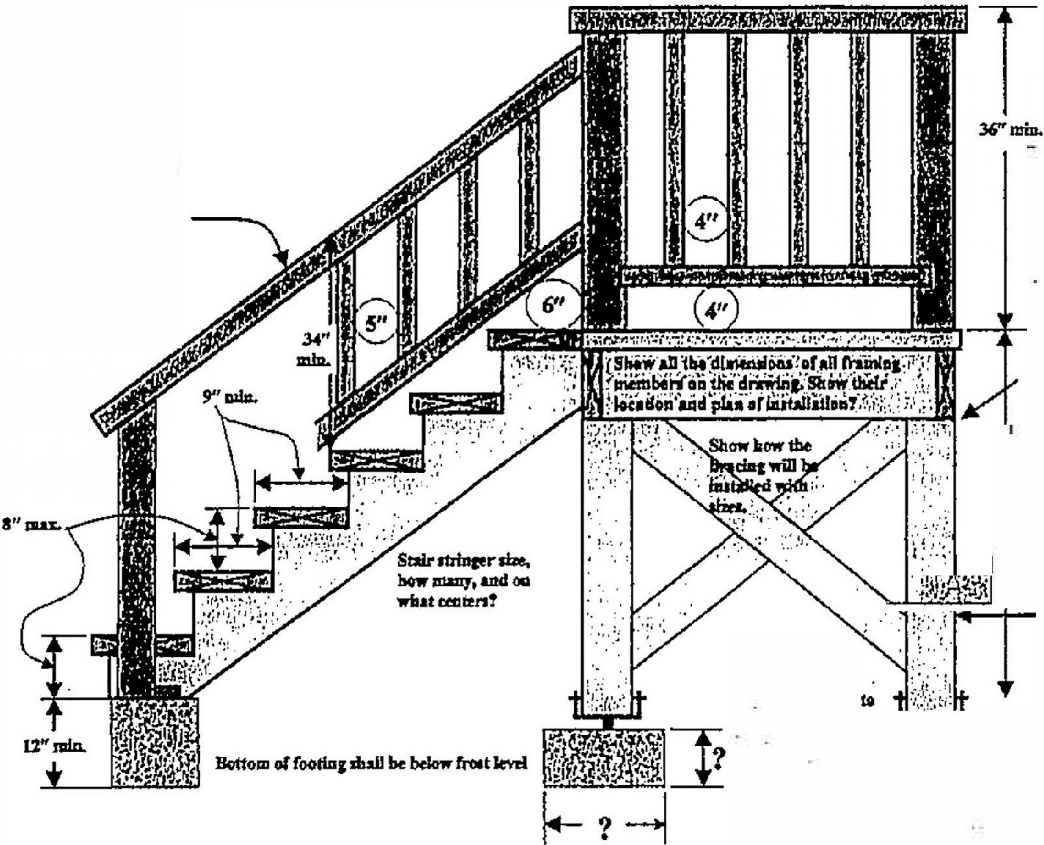 36" min.
4"
6"
4"
5"
34"
min.
Show all the dimensions of all framing
members on the drawing. Show their
location and plan of installation?
9" min.
Show how the
bracing will be
installed with
sizes.
8" max.
Stair stringer size,
how many, and on
what centers?
to
12" min.
Bottom of footing shall be below frost level
?
?